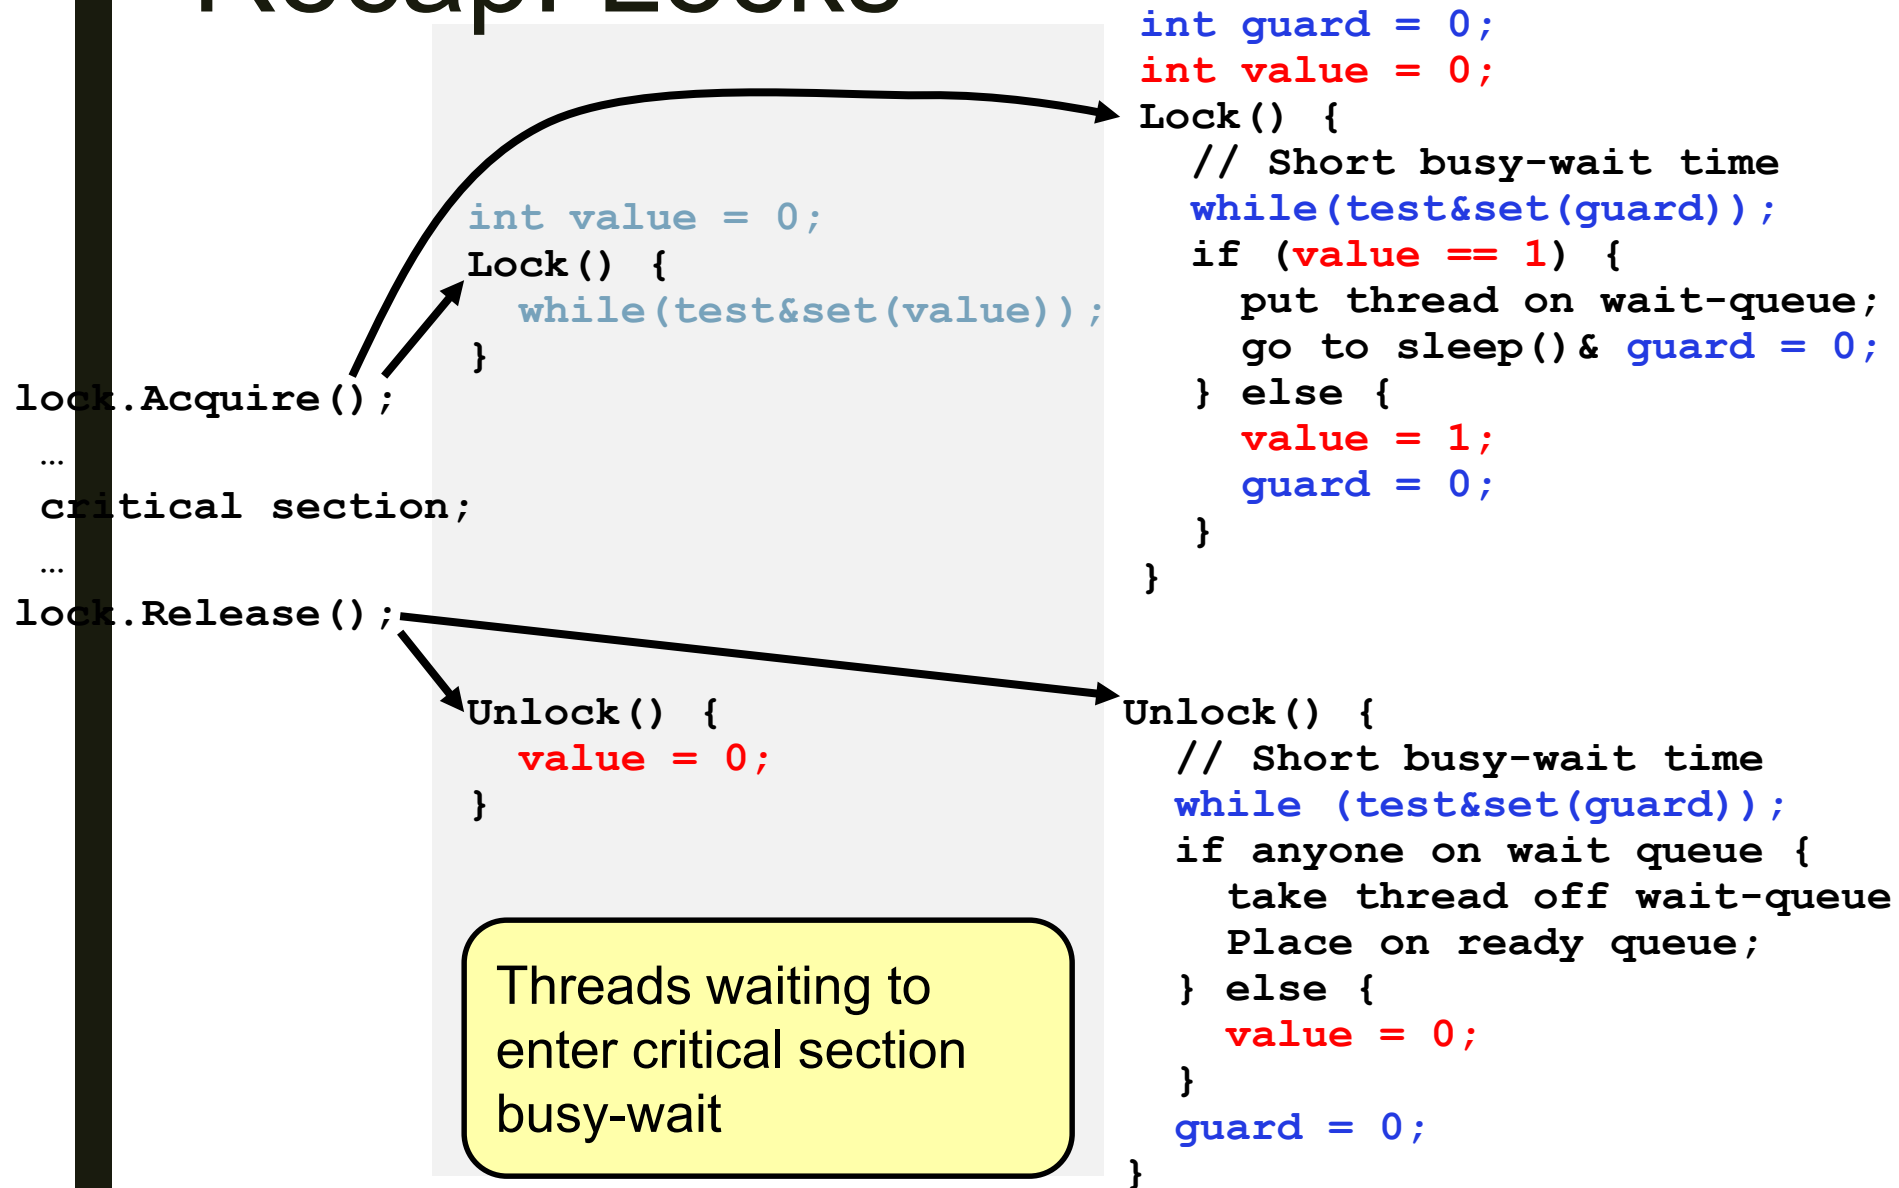 Recap: Locks
lock.Acquire();
…
critical section;
…
lock.Release();
int value = 0;
Lock() {
while(test&set(value));
}
Unlock() {
value = 0;
}
Threads waiting to
enter critical section
busy-wait
int guard = 0;
int value = 0;
Lock() {
// Short busy-wait time
while(test&set(guard));
if (value == 1) {
put thread on wait-queue;
go to sleep()& guard = 0;
} else {
value = 1;
guard = 0;
}
}
Unlock() {
// Short busy-wait time
while (test&set(guard));
if anyone on wait queue {
take thread off wait-queue
Place on ready queue;
} else {
value = 0;
}
guard = 0;
}